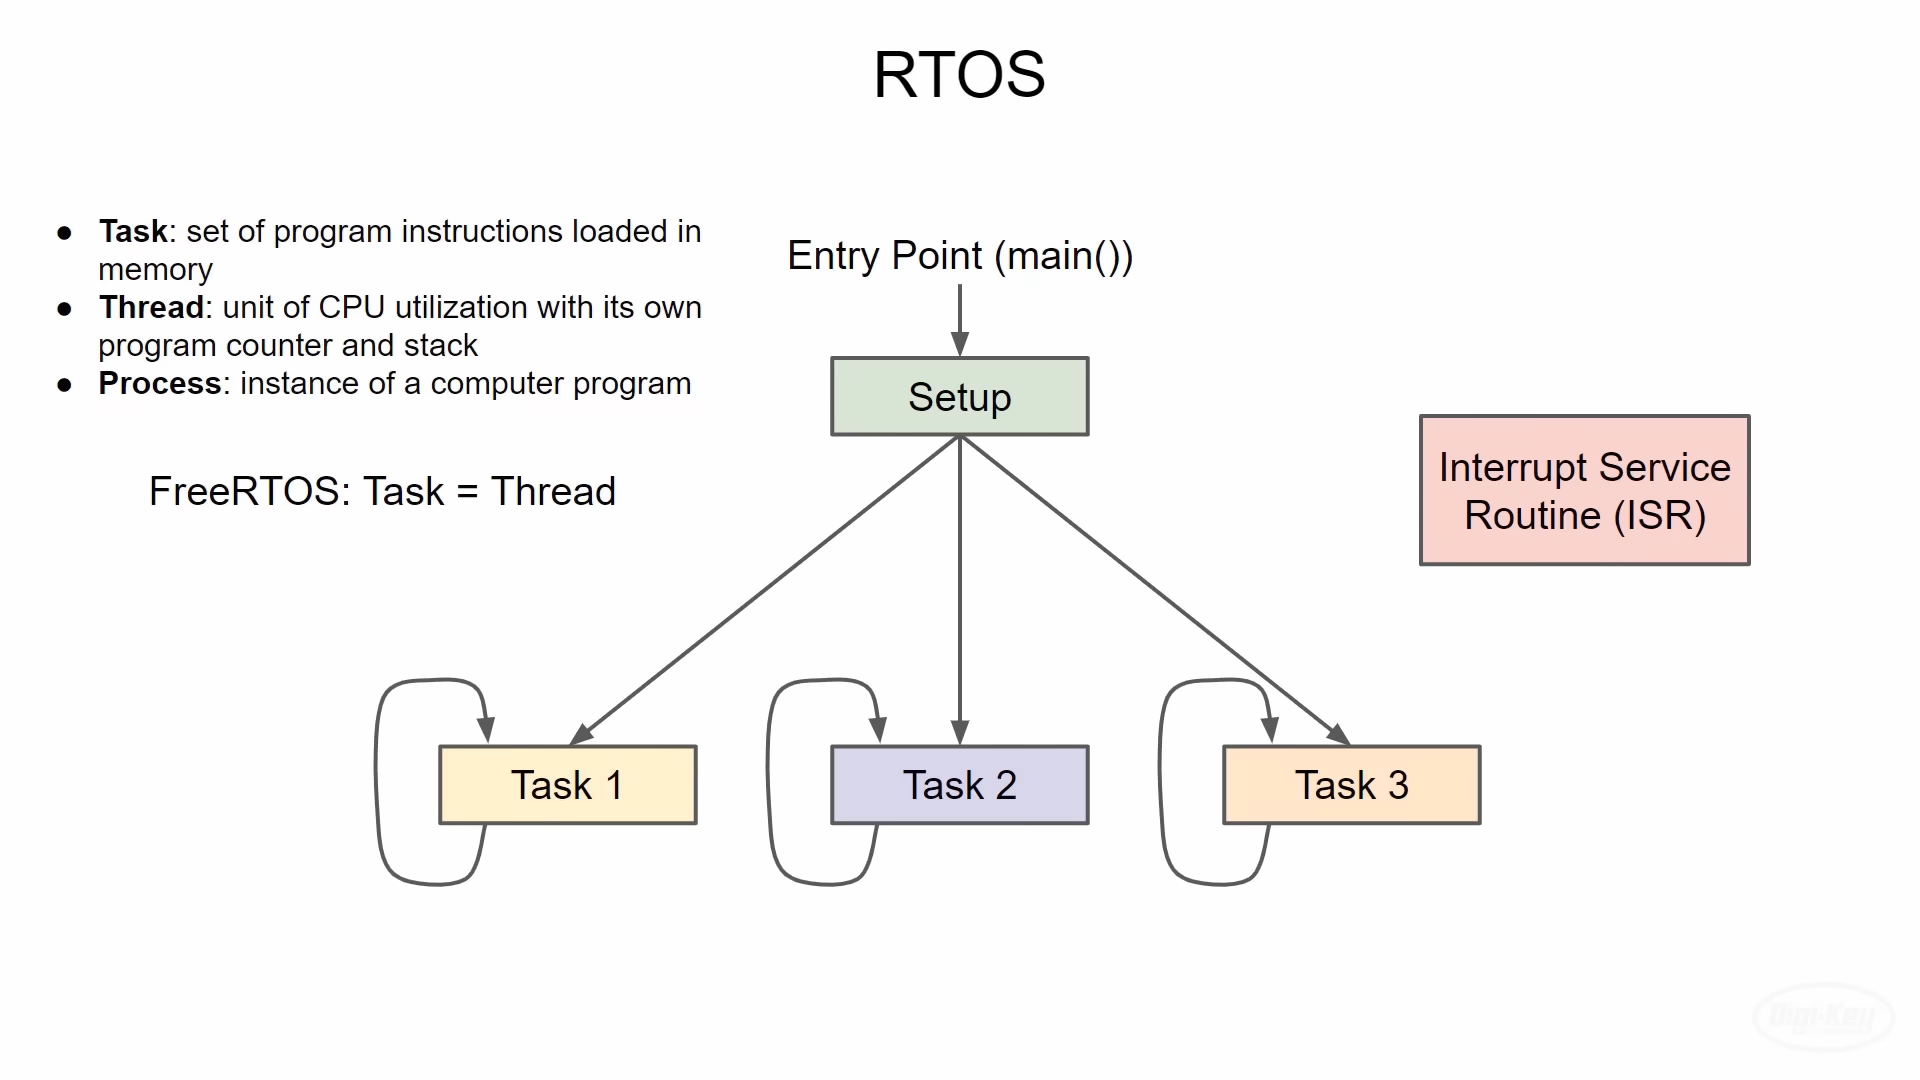 RTOS
● Task: set of program instructions loaded in
memory
● Thread: unit of CPU utilization with its own
program counter and stack
● Process: instance of a computer program
FreeRTOS: Task = Thread
Entry Point (main())
Setup
Interrupt Service
Routine (ISR)
Task 1
Task 2
Task 3
Digi-Key